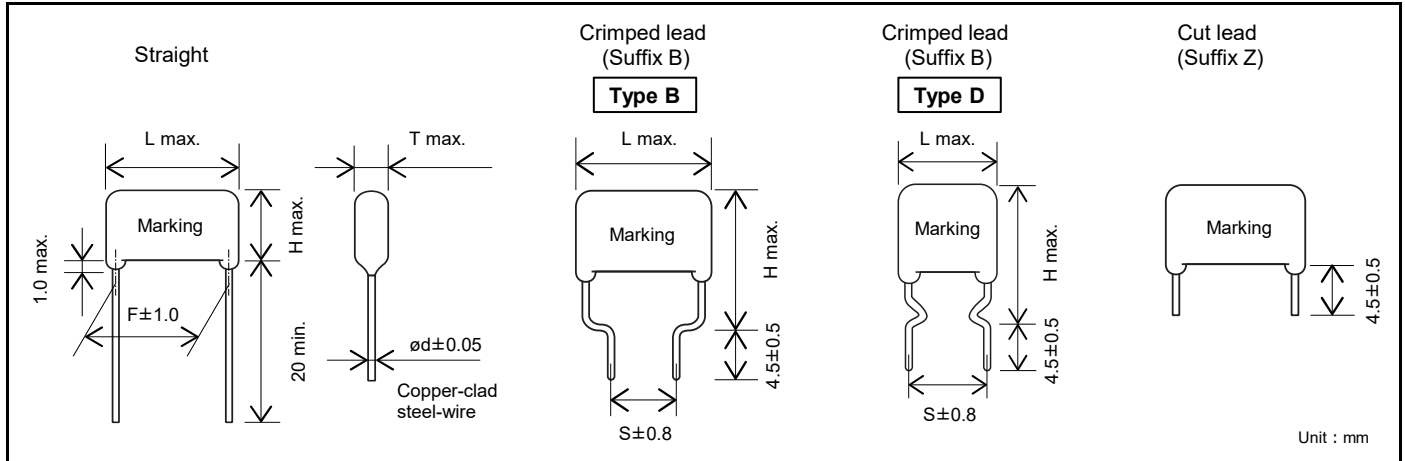 Straight
L max.
T max.
Marking
H max.
1.0 max.
F±1.0
20 min.
ød±0.05
Copper-clad
steel-wire
Crimped lead
(Suffix B)
Type B
L max.
Marking
H max.
4.5±0.5
S±0.8
Crimped lead
(Suffix B)
Type D
L max.
Marking
H max.
4.5±0.5
S±0.8
Cut lead
(Suffix Z)
Marking
4.5±0.5
Unit : mm